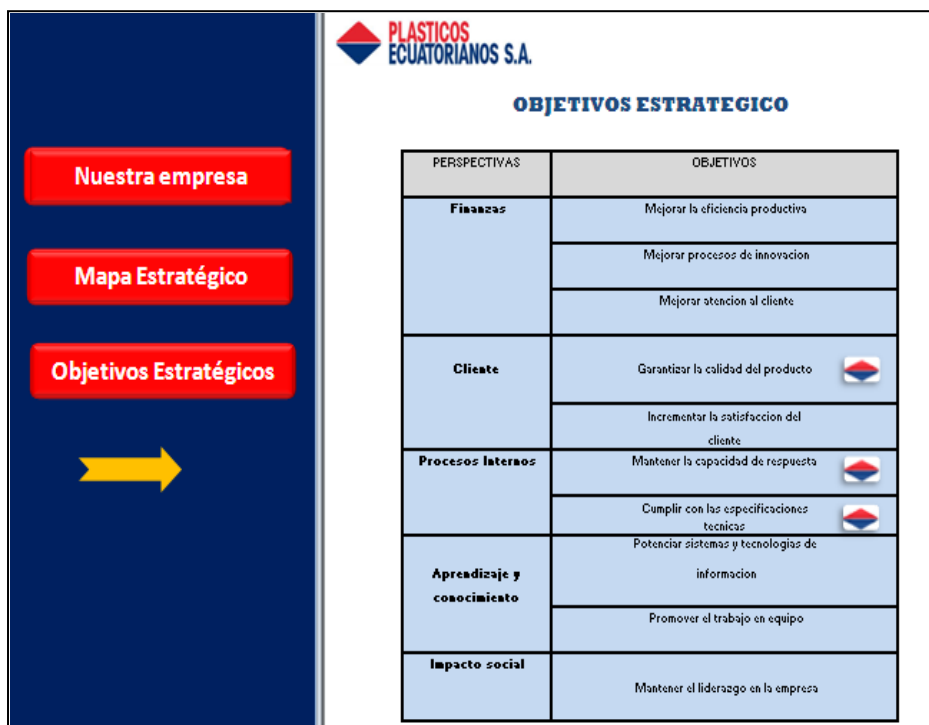 PLASTICOS
ECUATORIANOS S.A.
OBJETIVOS ESTRATEGICO
Nuestra empresa
Mapa Estratégico
Objetivos Estratégicos
PERSPECTIVAS OBJETIVOS
Finanzas Mejorar la eficiencia productiva
Mejorar procesos de innovacion
Mejorar atencion al cliente
Cliente Garantizar la calidad del producto
Incrementar la satisfaccion del
cliente
Procesos Internos Mantener la capacidad de respuesta
Cumplir con las especificaciones
tecnicas
Potenciar sistemas y tecnologias de
Aprendizaje y informacion
conocimiento
Promover el trabajo en equipo
Impacto social
Mantener el liderazgo en la empresa